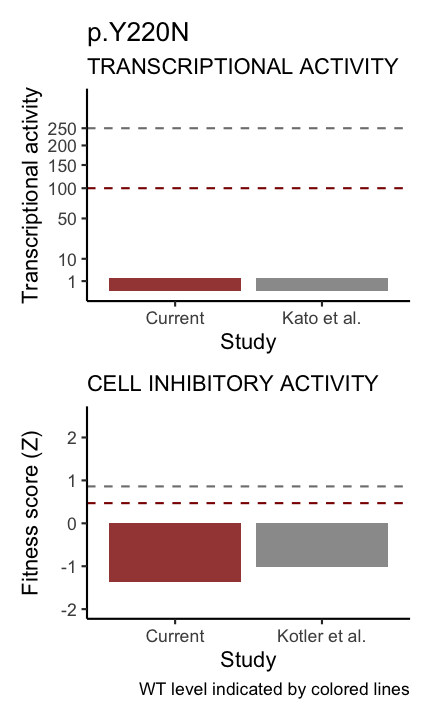 p.Y220N
TRANSCRIPTIONAL ACTIVITY
Transcriptional activity
250
200
150
100
50
10
1
Current
Kato et al.
Study
CELL INHIBITORY ACTIVITY
Fitness score (Z)
2
1
0
-1
-2
Current
Kotler et al.
Study
WT level indicated by colored lines